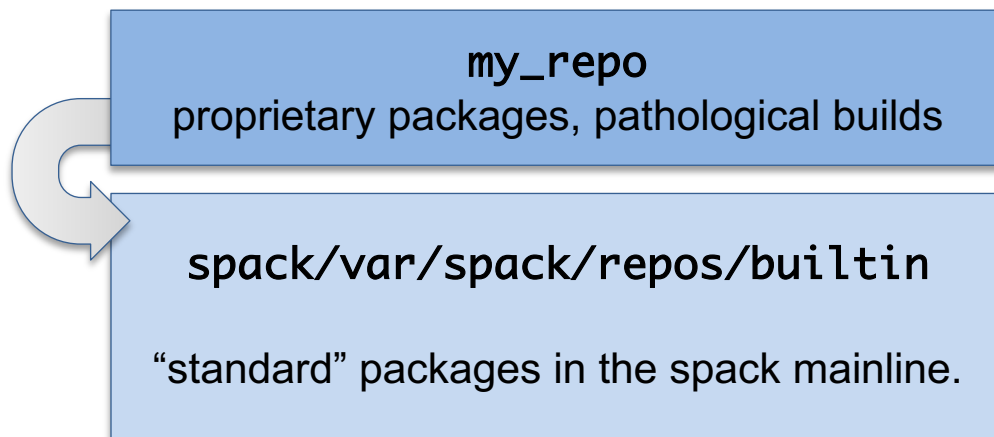 my_repo
proprietary packages, pathological builds
spack/var/spack/repos/builtin
“standard” packages in the spack mainline.